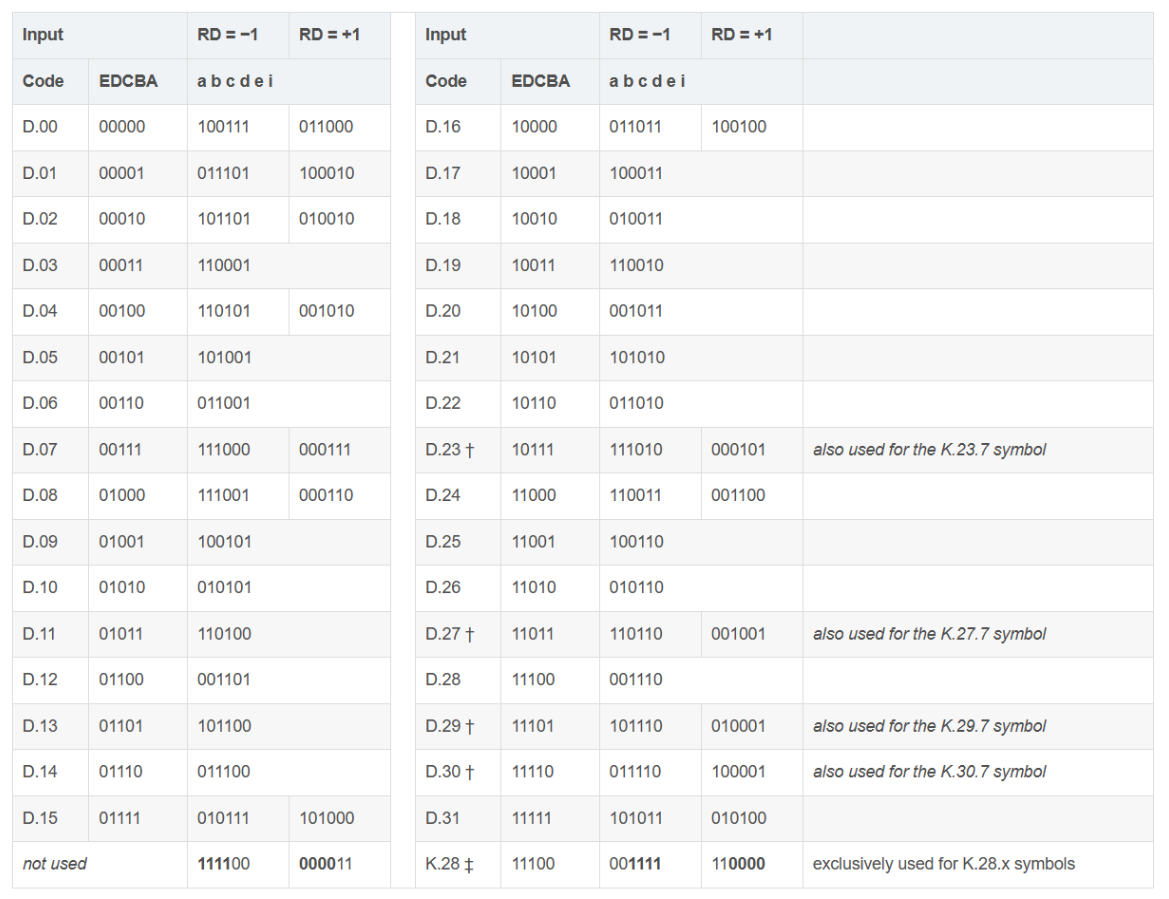 Input RD = −1 RD = +1 Input RD = −1 RD = +1
Code EDCBA a b c d e i Code EDCBA a b c d e i
D.00 00000 100111 011000 D.16 10000 011011 100100
D.01 00001 011101 100010 D.17 10001 100011
D.02 00010 101101 010010 D.18 10010 010011
D.03 00011 110001 D.19 10011 110010
D.04 00100 110101 001010 D.20 10100 001011
D.05 00101 101001 D.21 10101 101010
D.06 00110 011001 D.22 10110 011010
D.07 00111 111000 000111 D.23 † 10111 111010 000101 also used for the K.23.7 symbol
D.08 01000 111001 000110 D.24 11000 110011 001100
D.09 01001 100101 D.25 11001 100110
D.10 01010 010101 D.26 11010 010110
D.11 01011 110100 D.27 † 11011 110110 001001 also used for the K.27.7 symbol
D.12 01100 001101 D.28 11100 001110
D.13 01101 101100 D.29 † 11101 101110 010001 also used for the K.29.7 symbol
D.14 01110 011100 D.30 † 11110 011110 100001 also used for the K.30.7 symbol
D.15 01111 010111 101000 D.31 11111 101011 010100
not used 111100 000011 K.28 ‡ 11100 001111 110000 exclusively used for K.28.x symbols